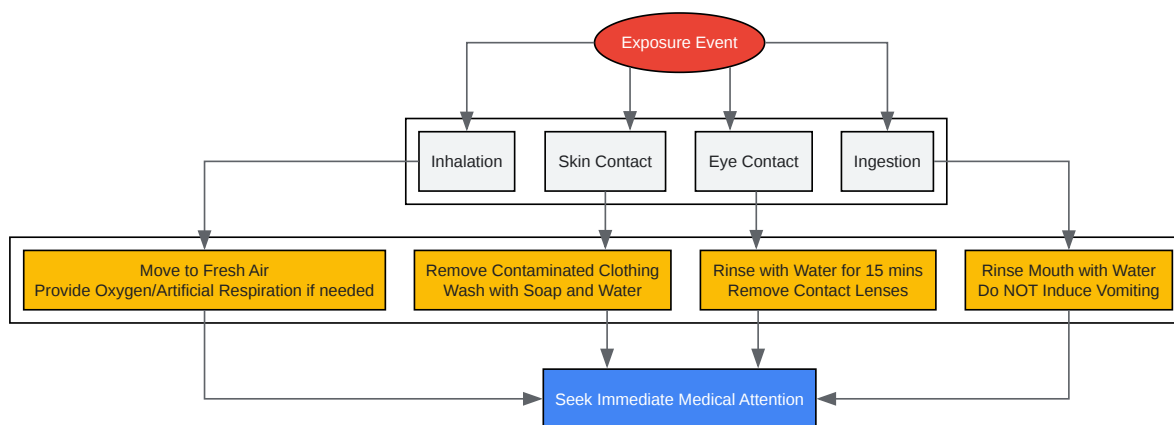 Exposure Event
Inhalation
Skin Contact
Eye Contact
Ingestion
Move to Fresh Air
Provide Oxygen/Artificial Respiration if needed
Remove Contaminated Clothing
Wash with Soap and Water
Rinse with Water for 15 mins
Remove Contact Lenses
Rinse Mouth with Water
Do NOT Induce Vomiting
Seek Immediate Medical Attention